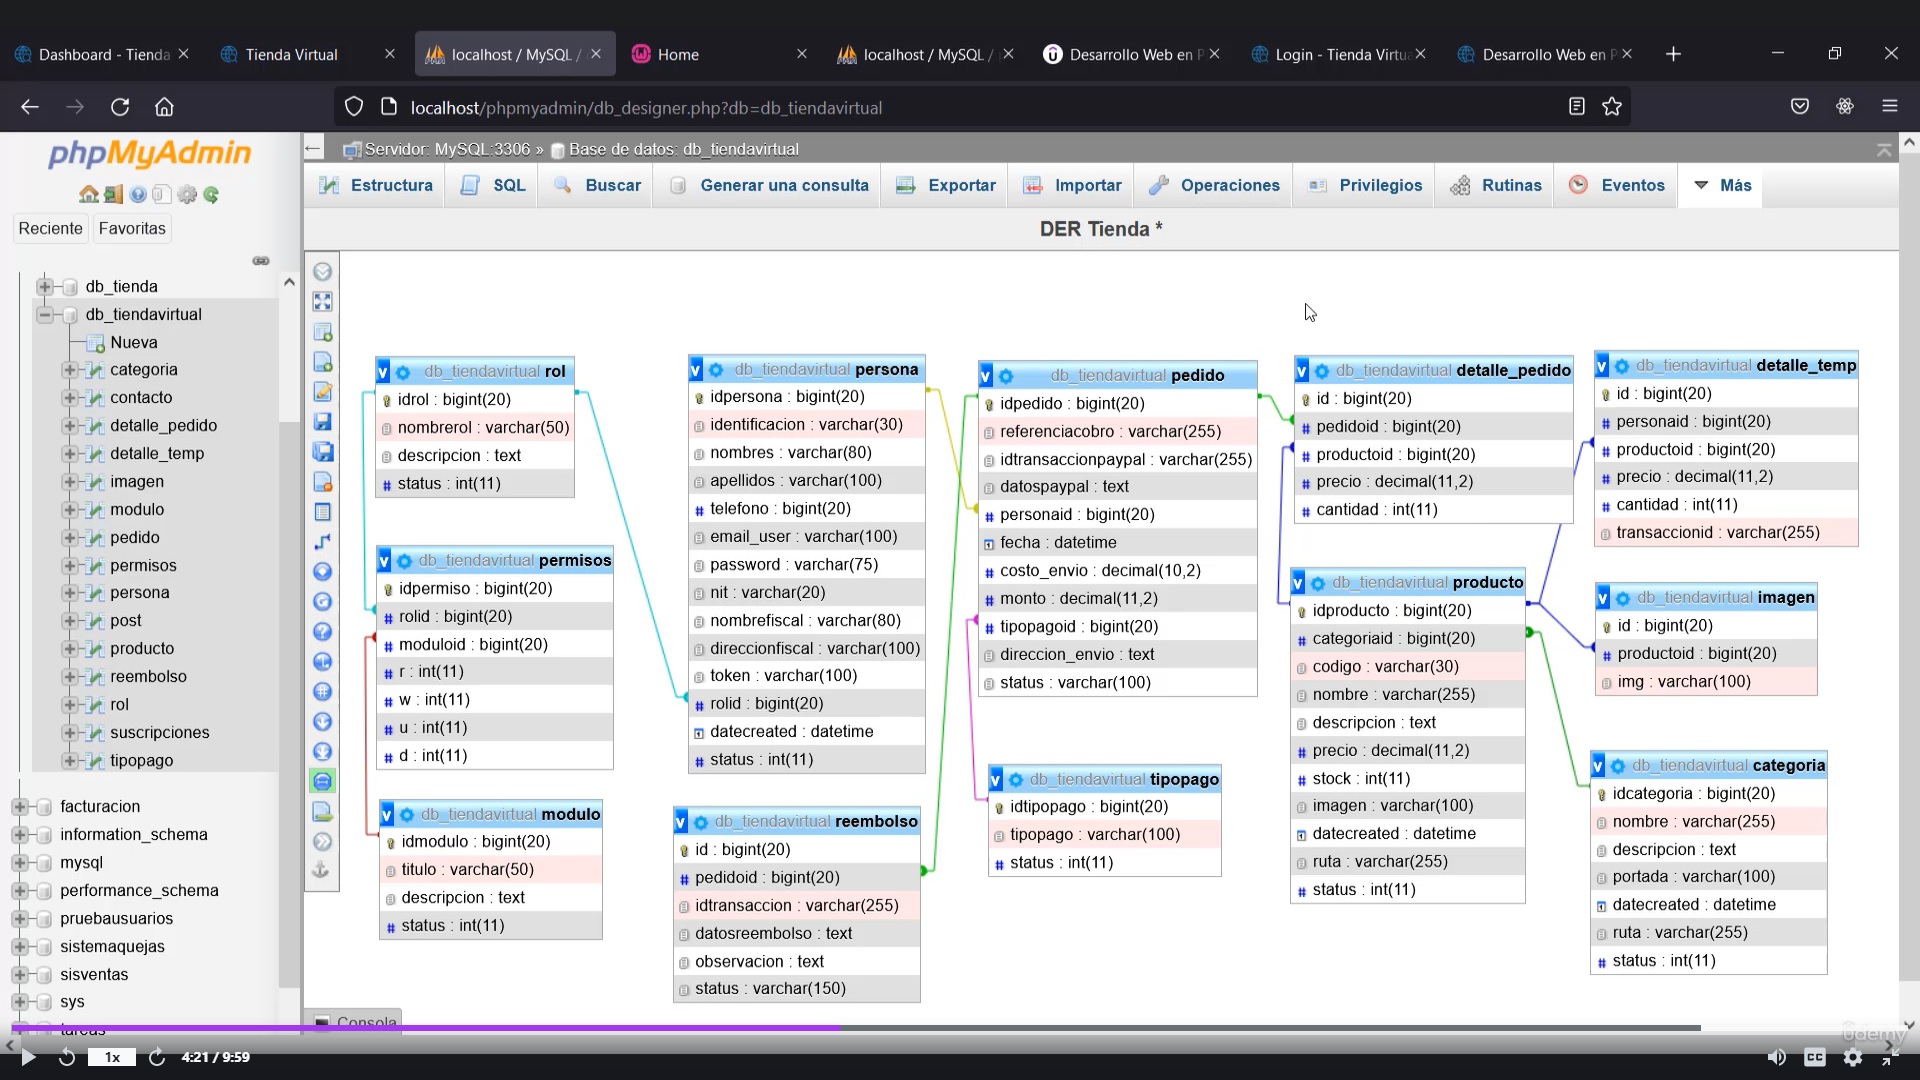 Dashboard - Tienda
Tienda Virtual
localhost / MySQL /
Home
localhost / MySQL /
Desarrollo Web en P
Login - Tienda Virtua
Desarrollo Web en P
localhost/phpmyadmin/db_designer.php?db=db_tiendavirtual
phpMyAdmin
Reciente
Favoritas
db_tienda
db_tiendavirtual
Nueva
categoria
contacto
detalle_pedido
detalle_temp
imagen
modulo
pedido
permisos
persona
post
producto
reembolso
rol
suscripciones
tipopago
facturacion
information_schema
mysql
performance_schema
pruebausuarios
sistemaquejas
sisventas
sys
tareas
Servidor: MySQL:3306 » Base de datos: db_tiendavirtual
Estructura
SQL
Buscar
Generar una consulta
Exportar
Importar
Operaciones
Privilegios
Rutinas
Eventos
Más
DER Tienda *
db_tiendavirtual rol
idrol : bigint(20)
nombrerol : varchar(50)
descripcion : text
status : int(11)
db_tiendavirtual permisos
idpermiso : bigint(20)
rolid : bigint(20)
moduloid : bigint(20)
r : int(11)
w : int(11)
u : int(11)
d : int(11)
db_tiendavirtual modulo
idmodulo : bigint(20)
titulo : varchar(50)
descripcion : text
status : int(11)
db_tiendavirtual persona
idpersona : bigint(20)
identificacion : varchar(30)
nombres : varchar(80)
apellidos : varchar(100)
telefono : bigint(20)
email_user : varchar(100)
password : varchar(75)
nit : varchar(20)
nombrefiscal : varchar(80)
direccionfiscal : varchar(100)
token : varchar(100)
rolid : bigint(20)
datecreated : datetime
status : int(11)
db_tiendavirtual reembolso
id : bigint(20)
pedidoid : bigint(20)
idtransaccion : varchar(255)
datosreembolso : text
observacion : text
status : varchar(150)
db_tiendavirtual pedido
idpedido : bigint(20)
referenciacobro : varchar(255)
idtransaccionpaypal : varchar(255)
datospaypal : text
personaid : bigint(20)
fecha : datetime
costo_envio : decimal(10,2)
monto : decimal(11,2)
tipopagoid : bigint(20)
direccion_envio : text
status : varchar(100)
db_tiendavirtual tipopago
idtipopago : bigint(20)
tipopago : varchar(100)
status : int(11)
db_tiendavirtual detalle_pedido
id : bigint(20)
pedidoid : bigint(20)
productoid : bigint(20)
precio : decimal(11,2)
cantidad : int(11)
db_tiendavirtual producto
idproducto : bigint(20)
categoriaid : bigint(20)
codigo : varchar(30)
nombre : varchar(255)
descripcion : text
precio : decimal(11,2)
stock : int(11)
imagen : varchar(100)
datecreated : datetime
ruta : varchar(255)
status : int(11)
db_tiendavirtual detalle_temp
id : bigint(20)
personaid : bigint(20)
productoid : bigint(20)
precio : decimal(11,2)
cantidad : int(11)
transaccionid : varchar(255)
db_tiendavirtual imagen
id : bigint(20)
productoid : bigint(20)
img : varchar(100)
db_tiendavirtual categoria
idcategoria : bigint(20)
nombre : varchar(255)
descripcion : text
portada : varchar(100)
datecreated : datetime
ruta : varchar(255)
status : int(11)
Consola
udemy
1x
4:21 / 9:59
CC